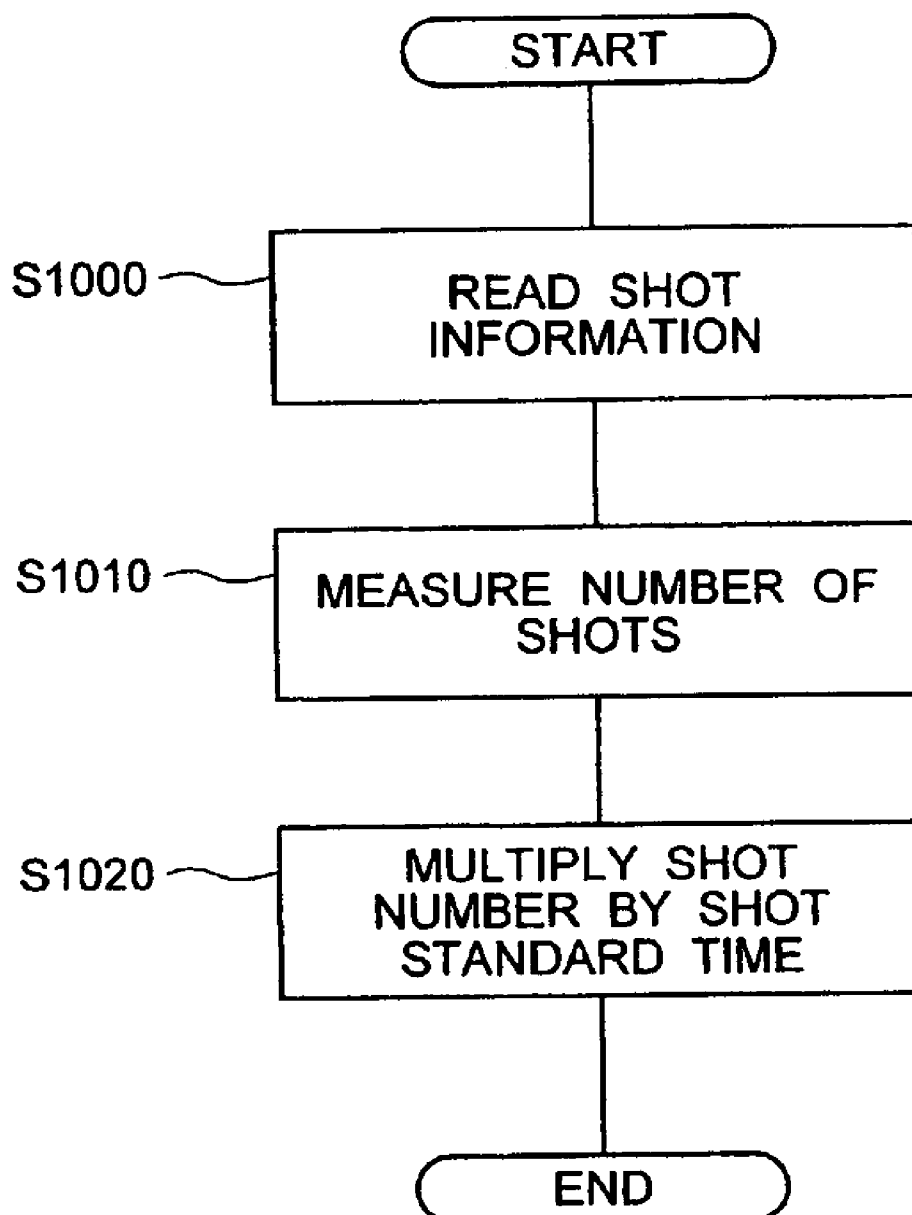 START
S1000
READ SHOT
INFORMATION
S1010
MEASURE NUMBER OF
SHOTS
S1020
MULTIPLY SHOT
NUMBER BY SHOT
STANDARD TIME
END